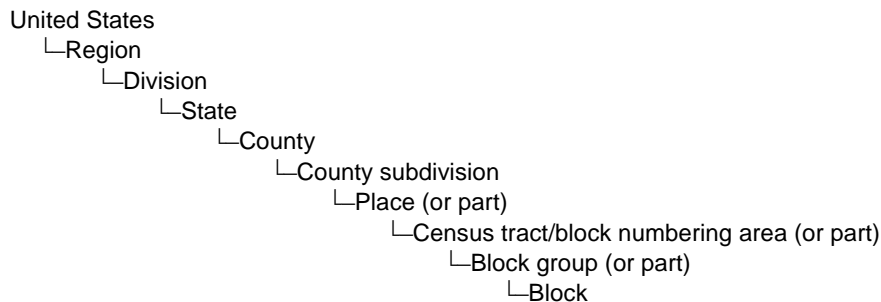 United States
Region
Division
State
County
County subdivision
Place (or part)
Census tract/block numbering area (or part)
Block group (or part)
Block